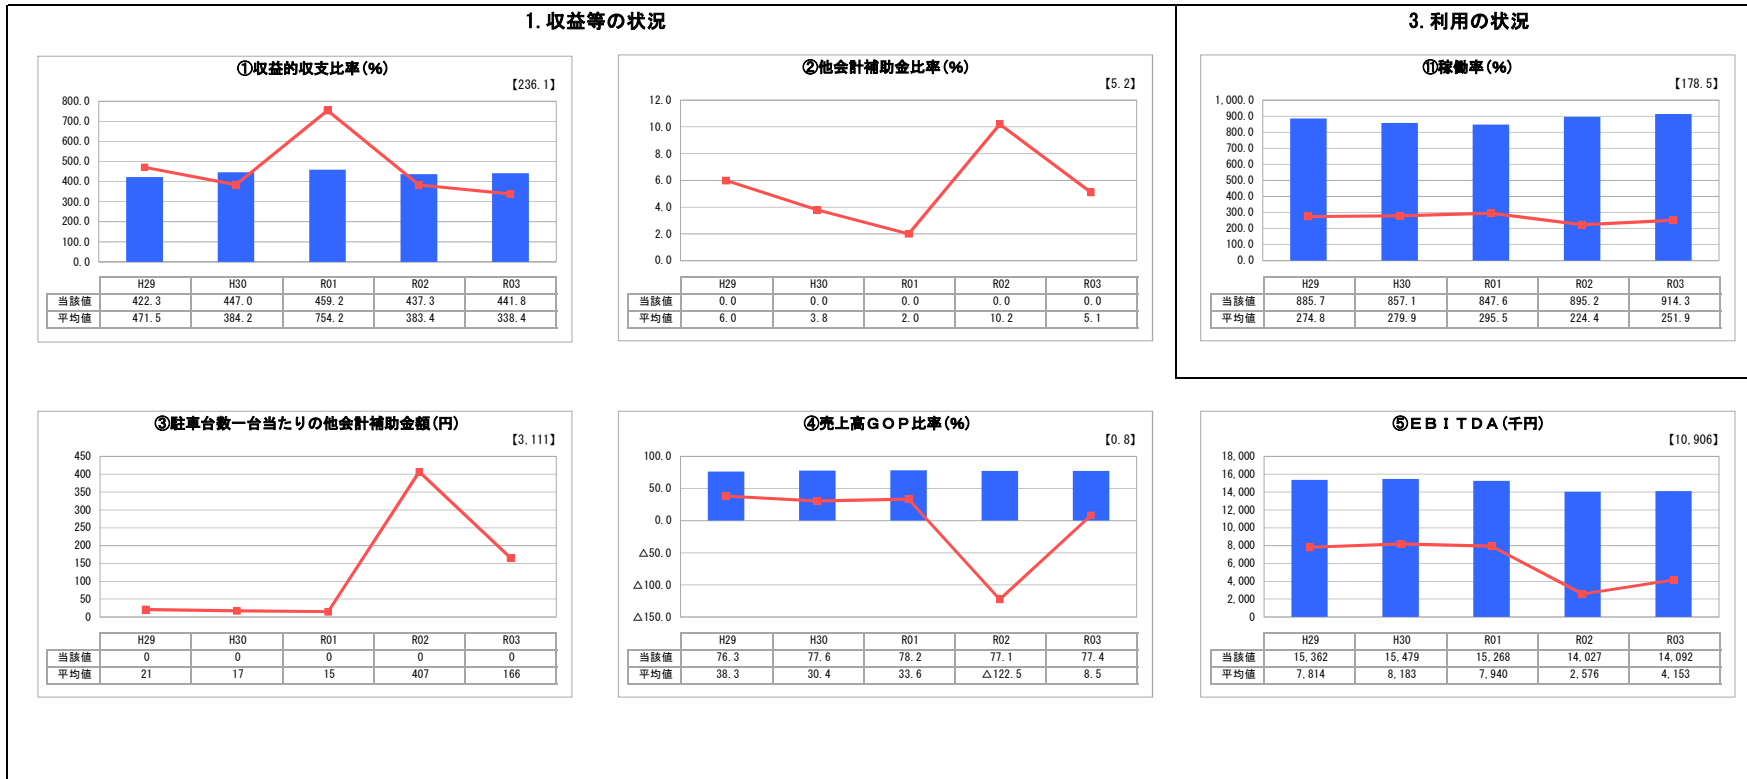 1. 収益等の状況
3. 利用の状況
①収益的収支比率(%)
【236.1】
800.0
700.0
600.0
500.0
400.0
300.0
200.0
100.0
0.0
H29 H30 R01 R02 R03
当該値 422.3 447.0 459.2 437.3 441.8
平均値 471.5 384.2 754.2 383.4 338.4
②他会計補助金比率(%)
【5.2】
12.0
10.0
8.0
6.0
4.0
2.0
0.0
H29 H30 R01 R02 R03
当該値 0.0 0.0 0.0 0.0 0.0
平均値 6.0 3.8 2.0 10.2 5.1
⑪稼働率(%)
【178.5】
1,000.0
900.0
800.0
700.0
600.0
500.0
400.0
300.0
200.0
100.0
0.0
H29 H30 R01 R02 R03
当該値 885.7 857.1 847.6 895.2 914.3
平均値 274.8 279.9 295.5 224.4 251.9
③駐車台数一台当たりの他会計補助金額(円)
【3,111】
450
400
350
300
250
200
150
100
50
0
H29 H30 R01 R02 R03
当該値 0 0 0 0 0
平均値 21 17 15 407 166
④売上高GOP比率(%)
【0.8】
100.0
50.0
0.0
△50.0
△100.0
△150.0
H29 H30 R01 R02 R03
当該値 76.3 77.6 78.2 77.1 77.4
平均値 38.3 30.4 33.6 △122.5 8.5
⑤EBITDA(千円)
【10,906】
18,000
16,000
14,000
12,000
10,000
8,000
6,000
4,000
2,000
0
H29 H30 R01 R02 R03
当該値 15,362 15,479 15,268 14,027 14,092
平均値 7,814 8,183 7,940 2,576 4,153